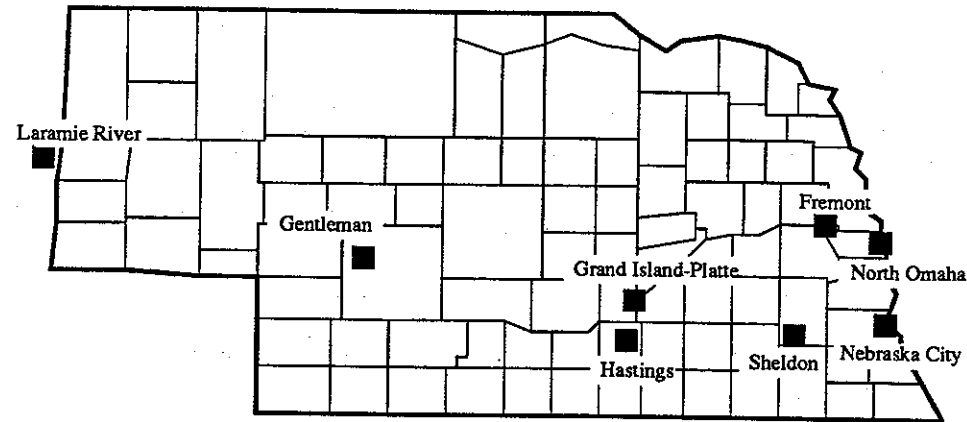 Laramie River
Fremont
Gentleman
Grand Island-Platte
North Omaha
Hastings
Sheldon
Nebraska City